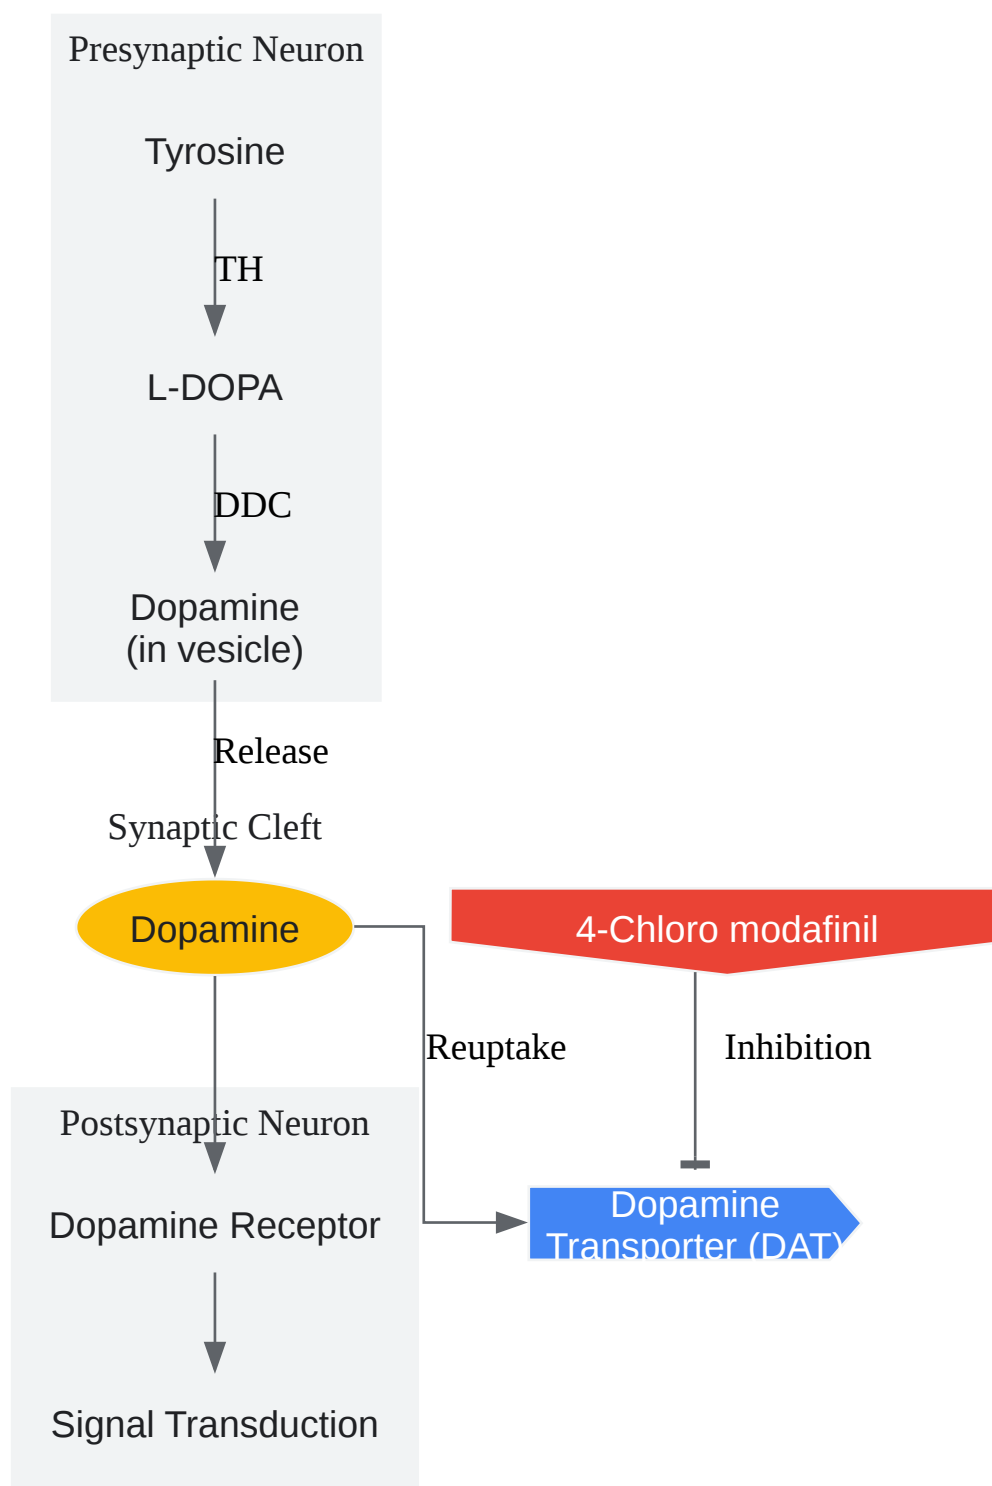 Presynaptic Neuron
Tyrosine
TH
L-DOPA
DDC
Dopamine
(in vesicle)
Release
Synaptic Cleft
Dopamine
4-Chloro modafinil
Reuptake
Inhibition
Postsynaptic Neuron
Dopamine Receptor
Dopamine
Transporter (DAT)
Signal Transduction